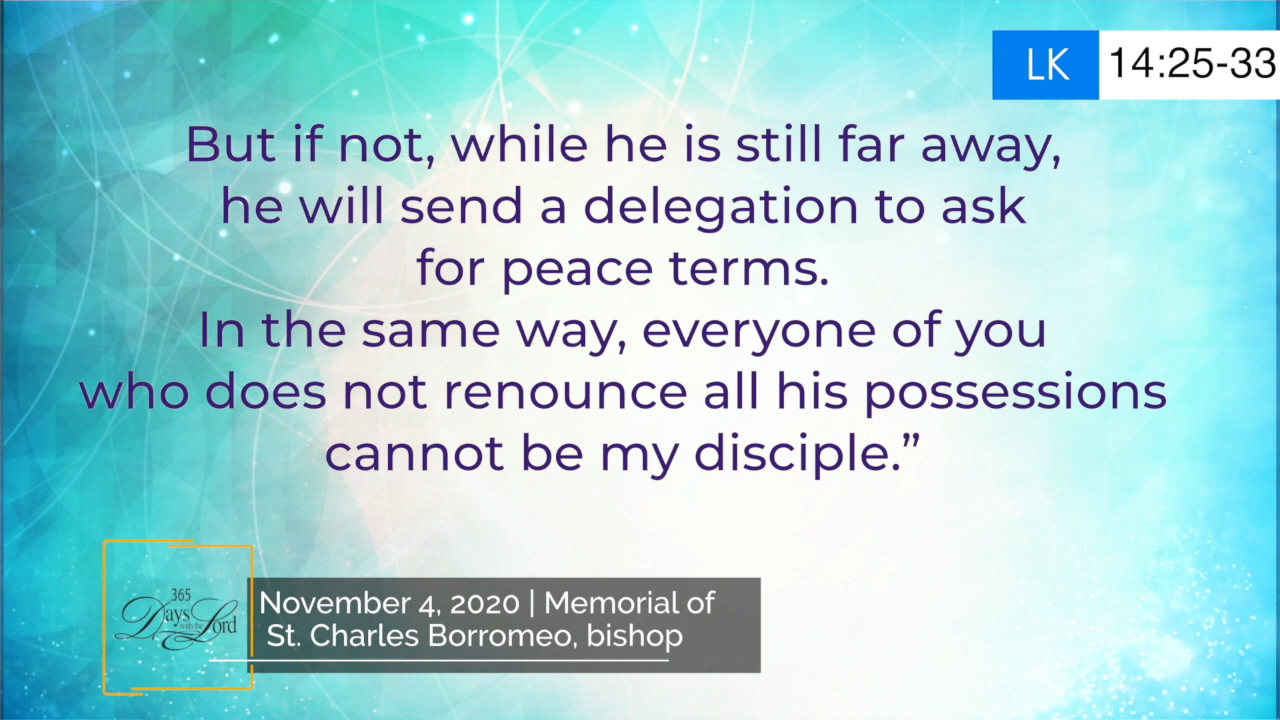 LK 14:25-33
But if not, while he is still far away,
he will send a delegation to ask
for peace terms.
In the same way, everyone of you
who does not renounce all his possessions
cannot be my disciple.”
365
Days
with the
Lord
November 4, 2020 | Memorial of
St. Charles Borromeo, bishop